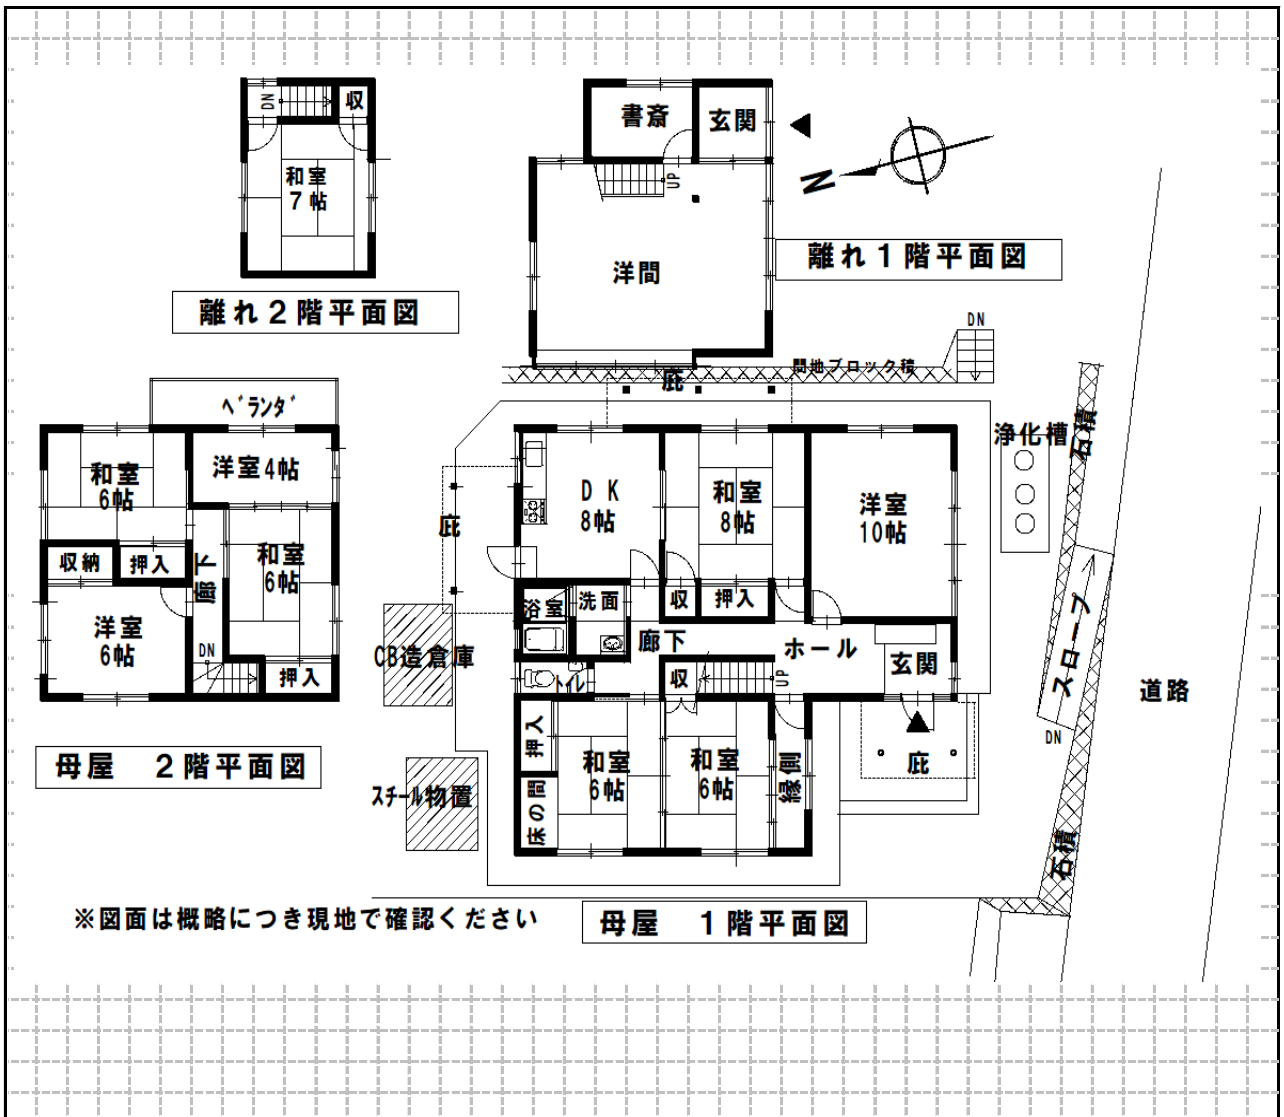 DN
収
和室
7帖
離れ2階平面図
書斎
玄関
UP
洋間
N
離れ1階平面図
DN
間地ブロック積
庇
ベランダ
和室
6帖
洋室4帖
収納
押入
廊下
和室
6帖
洋室
6帖
DN
押入
母屋 2階平面図
庇
DK
8帖
和室
8帖
洋室
10帖
浴室
洗面
収
押入
廊下
ホール
玄関
トイレ
収
UP
押入
床の間
和室
6帖
和室
6帖
縁側
庇
CB造倉庫
スチール物置
浄化槽
石積
スロープ
DN
道路
石積
※図面は概略につき現地で確認ください
母屋 1階平面図